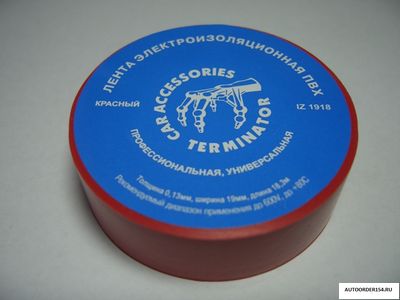 ЛЕНТА ЭЛЕКТРОИЗОЛЯЦИОННАЯ ПВХ
КРАСНЫЙ
IZ 1918
CAR ACCESSORIES
TERMINATOR
ПРОФЕССИОНАЛЬНАЯ, УНИВЕРСАЛЬНАЯ
Толщина 0,13мм, ширина 19мм, длина 18,3м
Рекомендуемый диапазон применения до 600V, до +80C
AUTOORDER154.RU